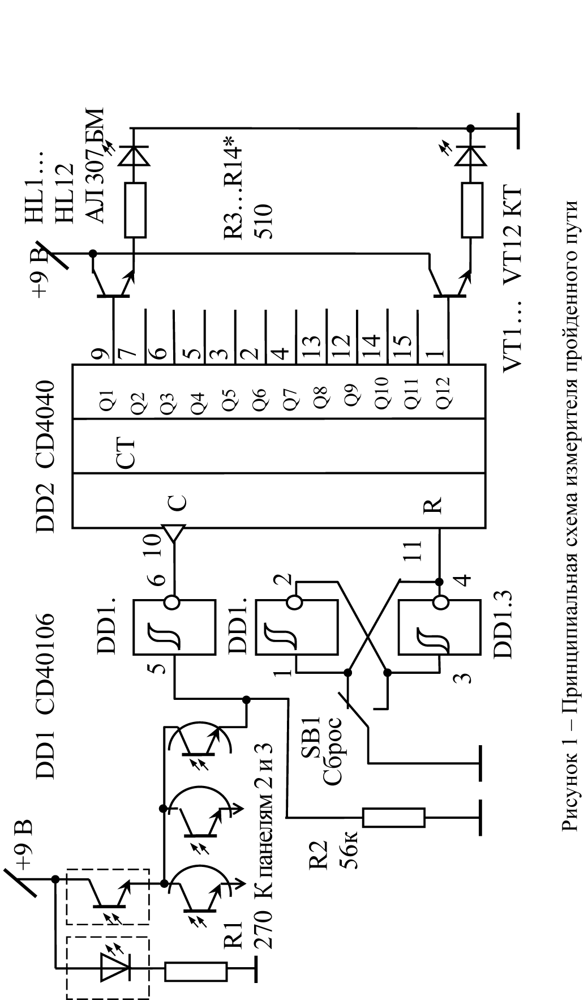 +9 В
DD1 CD40106
DD2 CD4040
+9 В
HL1…
HL12
АЛ307БМ
DD1.
5
6
10
C
CT
Q1
9
Q2
7
Q3
6
Q4
5
Q5
3
Q6
2
Q7
4
Q8
13
Q9
12
Q10
14
Q11
15
Q12
1
R3…R14*
510
R1
270
К панелям 2 и 3
DD1.
1
2
SB1
Сброс
R2
56к
3
4
DD1.3
11
R
VT1… VT12 КТ
Рисунок 1 – Принципиальная схема измерителя пройденного пути